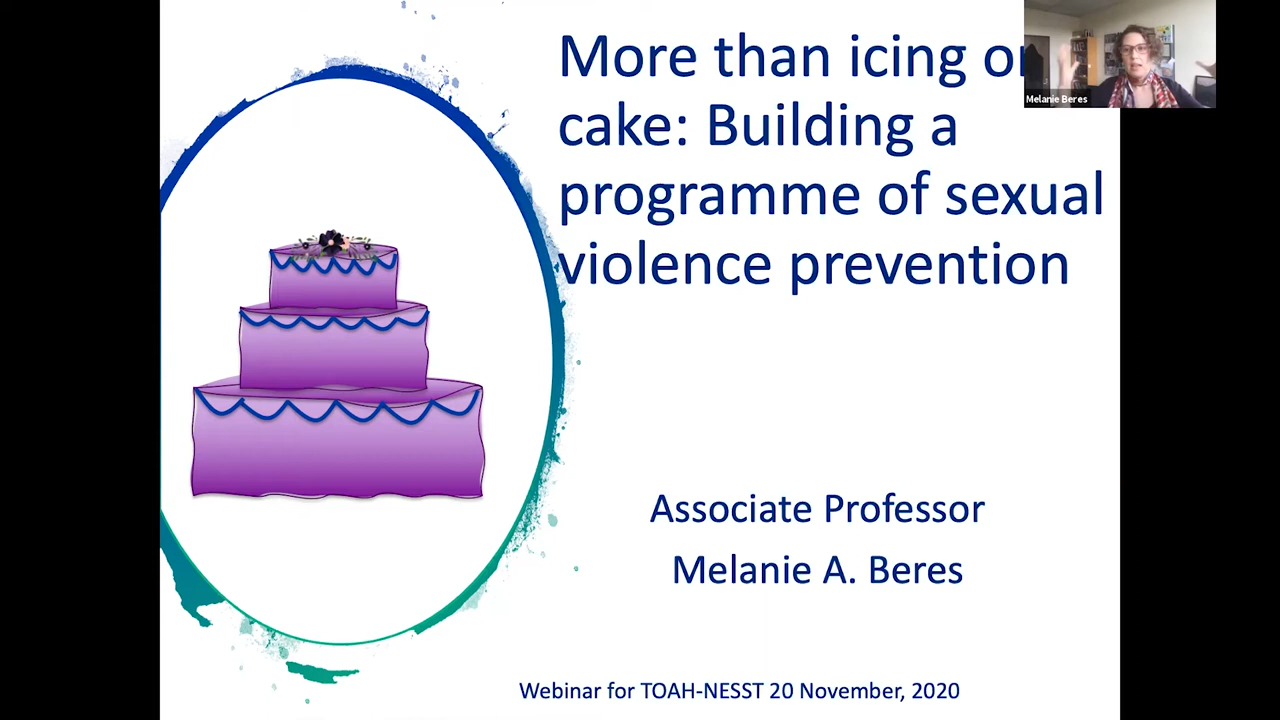 More than icing on
cake: Building a
programme of sexual
violence prevention
Melanie Beres
Associate Professor
Melanie A. Beres
Webinar for TOAH-NESST 20 November, 2020